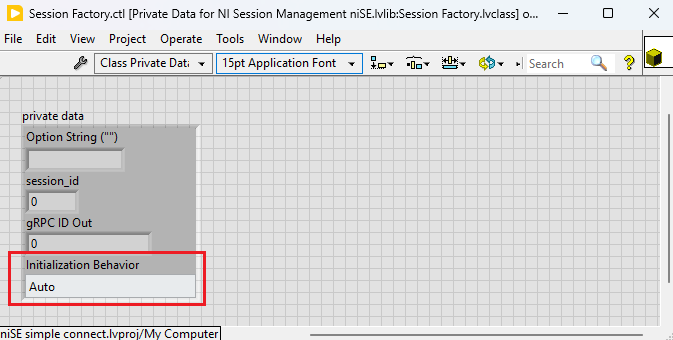 Session Factory.ctl [Private Data for NI Session Management niSE.lvlib:Session Factory.lvclass] o...
File Edit View Project Operate Tools Window Help
Class Private Data 15pt Application Font Search ?
private data
Option String ("")
session_id
0
gRPC ID Out
0
Initialization Behavior
Auto
niSE simple connect.lvproj/My Computer